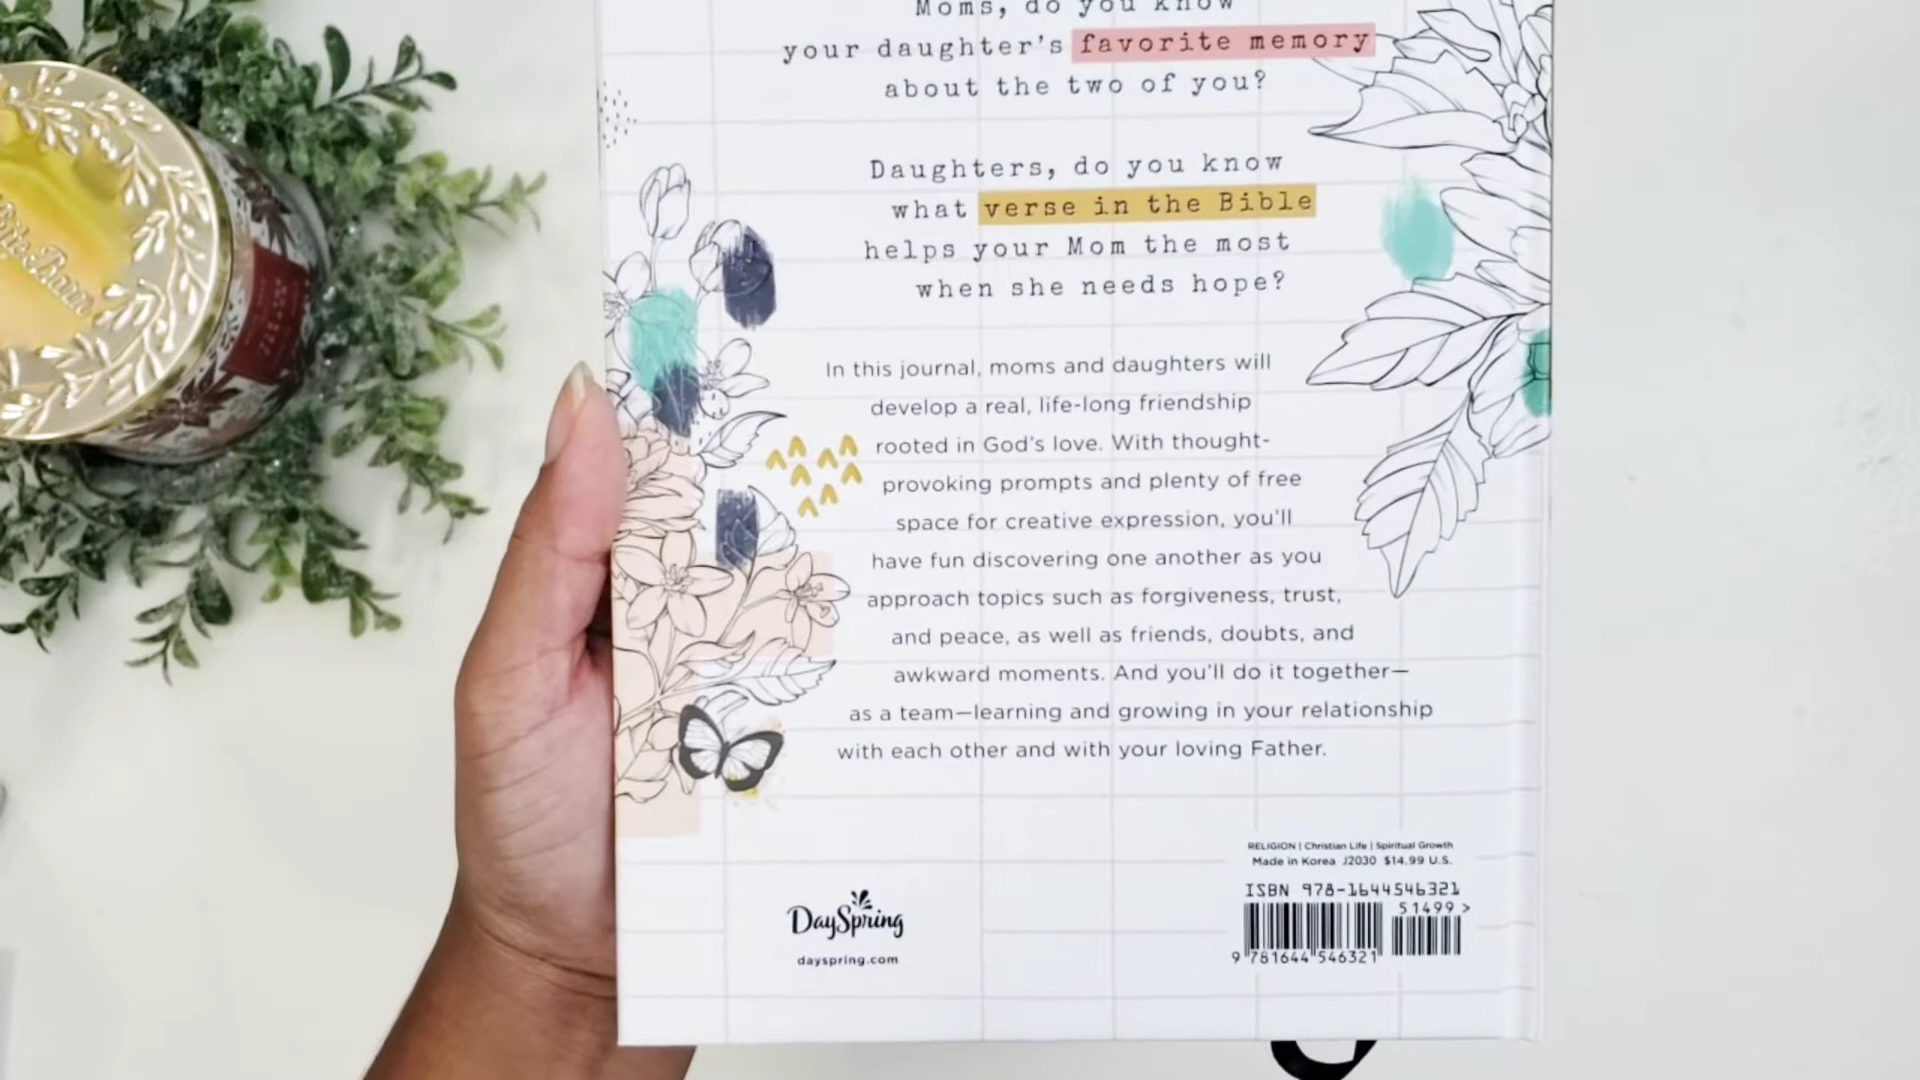 Moms, do you know
your daughter's favorite memory
about the two of you?
Daughters, do you know
what verse in the Bible
helps your Mom the most
when she needs hope?
In this journal, moms and daughters will
develop a real, life-long friendship
rooted in God's love. With thought-
provoking prompts and plenty of free
space for creative expression, you'll
have fun discovering one another as you
approach topics such as forgiveness, trust,
and peace, as well as friends, doubts, and
awkward moments. And you'll do it together—
as a team—learning and growing in your relationship
with each other and with your loving Father.
RELIGION | Christian Life | Spiritual Growth
Made in Korea J2030 $14.99 U.S.
ISBN 978-1644546321
51499 >
9 781644 546321
DaySpring
dayspring.com